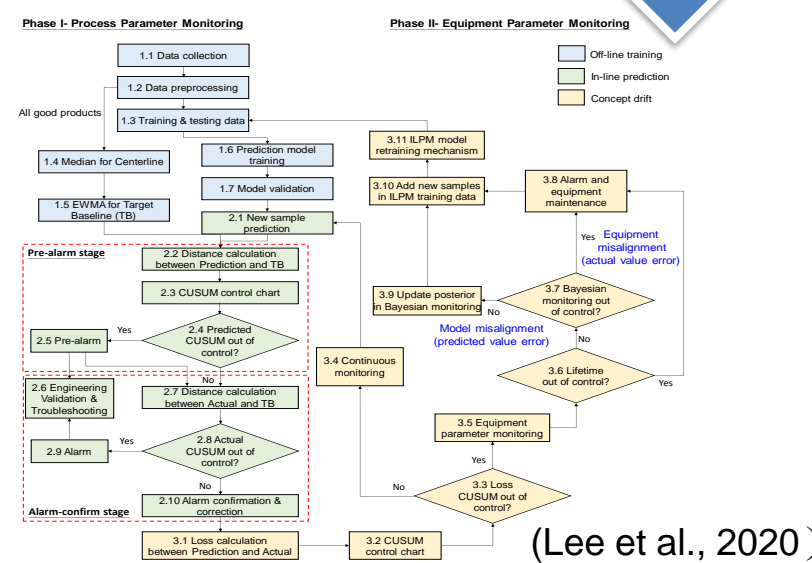 Phase I- Process Parameter Monitoring
Phase II- Equipment Parameter Monitoring
1.1 Data collection
1.2 Data preprocessing
All good products
1.3 Training & testing data
1.4 Median for Centerline
1.5 EWMA for Target
Baseline (TB)
1.6 Prediction model
training
1.7 Model validation
2.1 New sample
prediction
Off-line training
In-line prediction
Concept drift
3.11 ILPM model
retraining mechanism
3.10 Add new samples
in ILPM training data
3.8 Alarm and
equipment
maintenance
Yes
Equipment
misalignment
(actual value error)
Pre-alarm stage
2.2 Distance calculation
between Prediction and TB
2.3 CUSUM control chart
2.4 Predicted
CUSUM out of
control?
Yes
2.5 Pre-alarm
No
3.9 Update posterior
in Bayesian monitoring
No
3.7 Bayesian
monitoring out
of control?
Model misalignment
(predicted value error)
No
3.4 Continuous
monitoring
3.6 Lifetime
out of control?
Yes
2.6 Engineering
Validation &
Troubleshooting
2.7 Distance calculation
between Actual and TB
2.8 Actual
CUSUM out of
control?
Yes
2.9 Alarm
No
2.10 Alarm confirmation &
correction
Alarm-confirm stage
3.5 Equipment
parameter monitoring
Yes
3.3 Loss
CUSUM out of
control?
No
3.1 Loss calculation
between Prediction and Actual
3.2 CUSUM
control chart
(Lee et al., 2020)